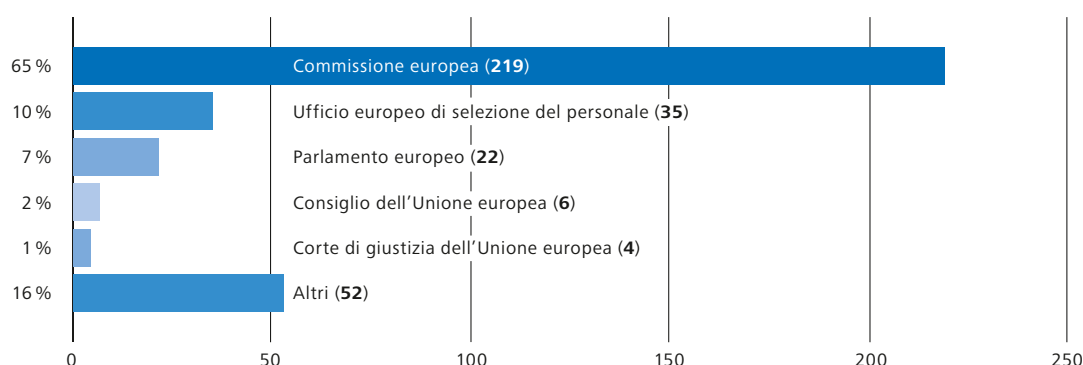 65 % Commissione europea (219)
10 % Ufficio europeo di selezione del personale (35)
7 % Parlamento europeo (22)
2 % Consiglio dell’Unione europea (6)
1 % Corte di giustizia dell’Unione europea (4)
16 % Altri (52)
0 50 100 150 200 250